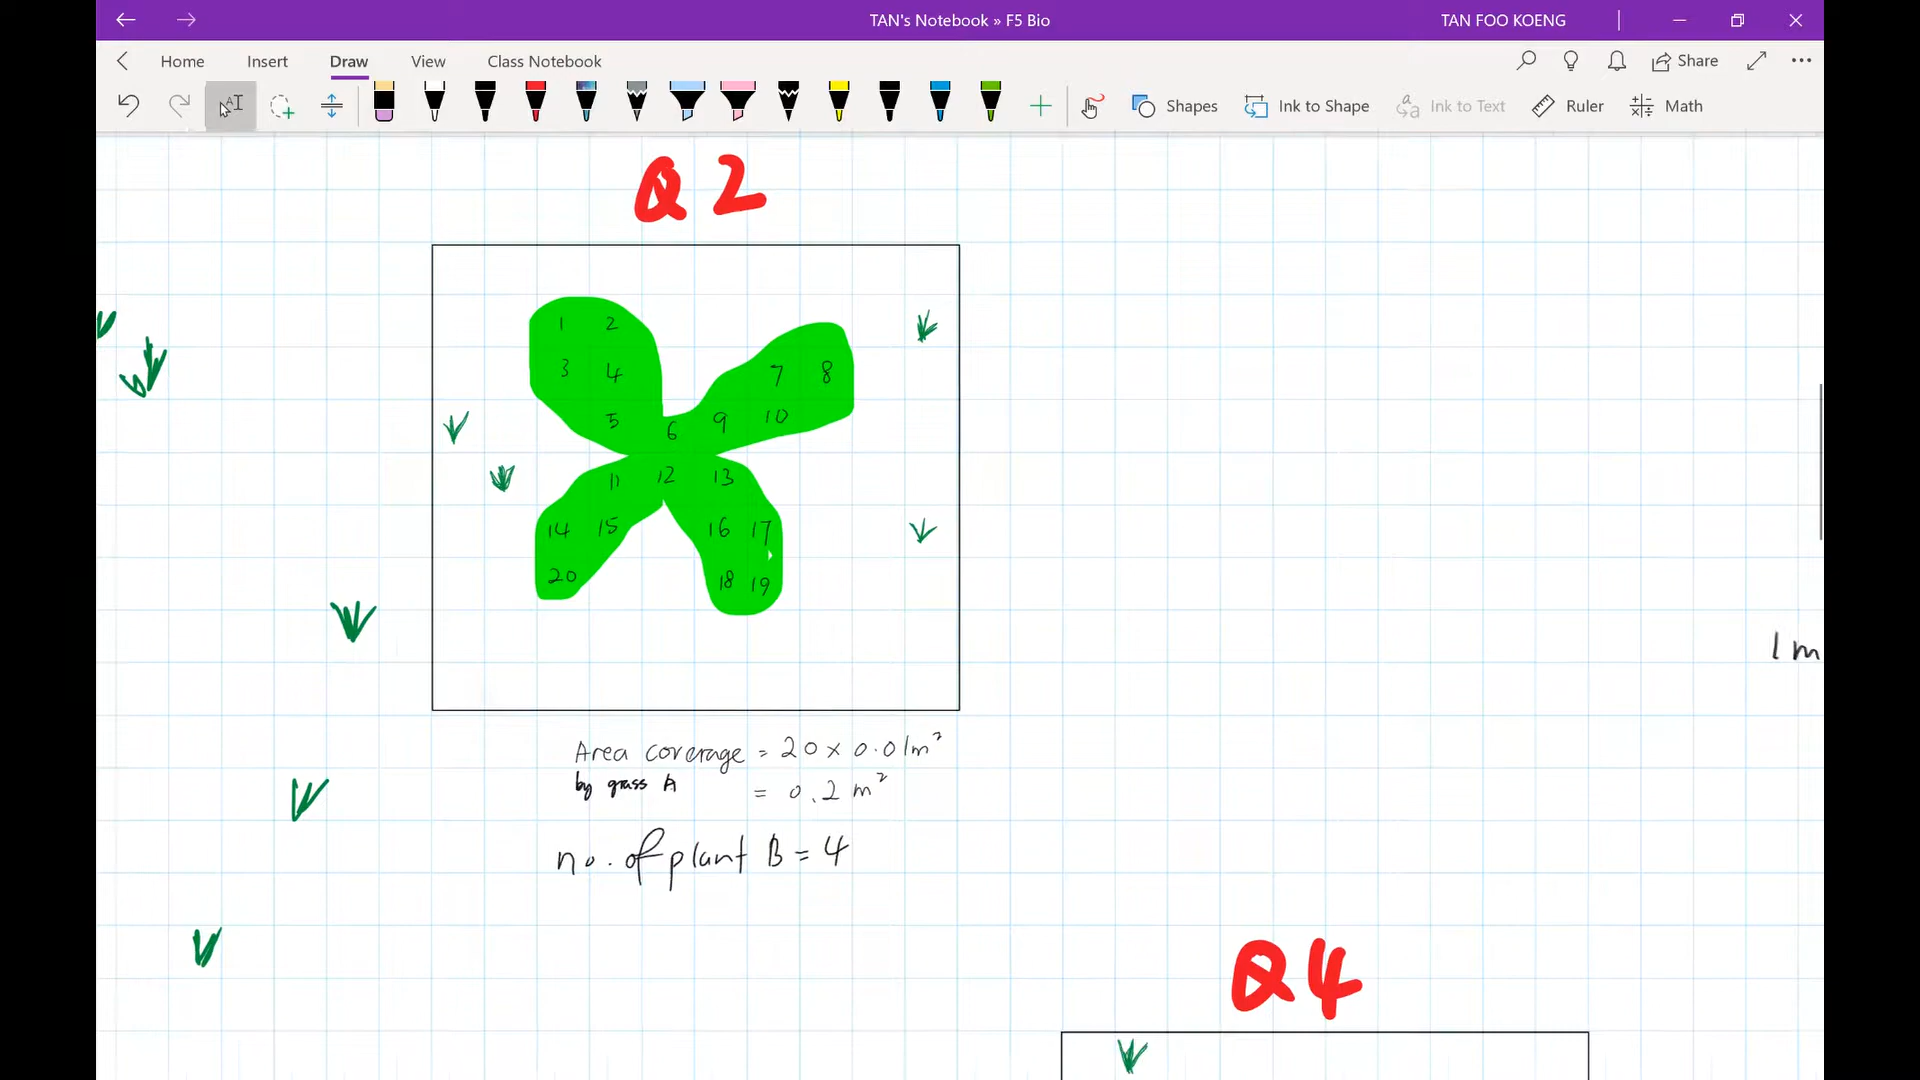 TAN's Notebook » F5 Bio
TAN FOO KOENG
Home Insert Draw View Class Notebook
Share
Shapes Ink to Shape Ink to Text Ruler Math
Q2
1 2
3 4 7 8
5 6 9 10
11 12 13
14 15 16 17
20 18 19
1m
Area coverage = 20 × 0.01m²
by grass A = 0.2 m²
no. of plant B = 4
Q4